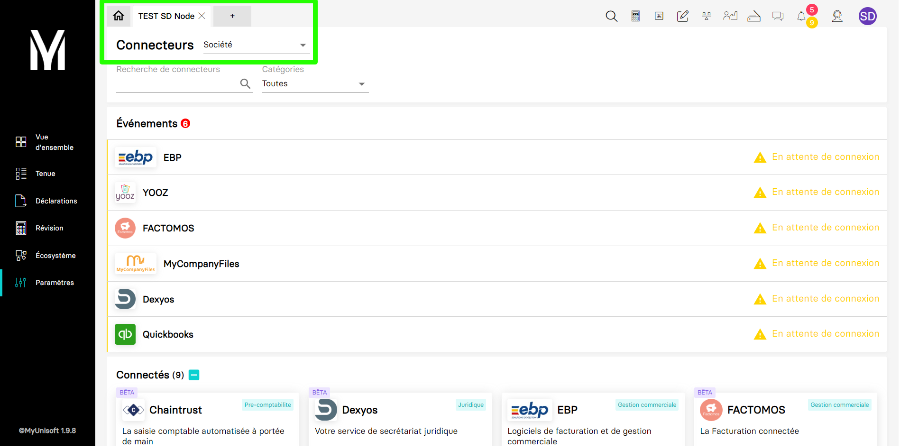 TEST SD Node
+
5
9
SD
Connecteurs
Société
Recherche de connecteurs
Catégories
Toutes
Vue
d'ensemble
Tenue
Déclarations
Révision
Écosystème
Paramètres
©MyUnisoft 1.9.8
Événements 6
ebp
EBP
En attente de connexion
yooz
YOOZ
En attente de connexion
FACTOMOS
En attente de connexion
MyCompanyFiles
MyCompanyFiles
En attente de connexion
Dexyos
En attente de connexion
qb
Quickbooks
En attente de connexion
Connectés (9)
BÊTA
Chaintrust
Pre-comptabilite
La saisie comptable automatisée à portée
de main
BÊTA
Dexyos
Juridique
Votre service de secrétariat juridique
ebp
EBP
Gestion commerciale
Logiciels de facturation et de gestion
commerciale
BÊTA
FACTOMOS
Gestion commerciale
La Facturation connectée